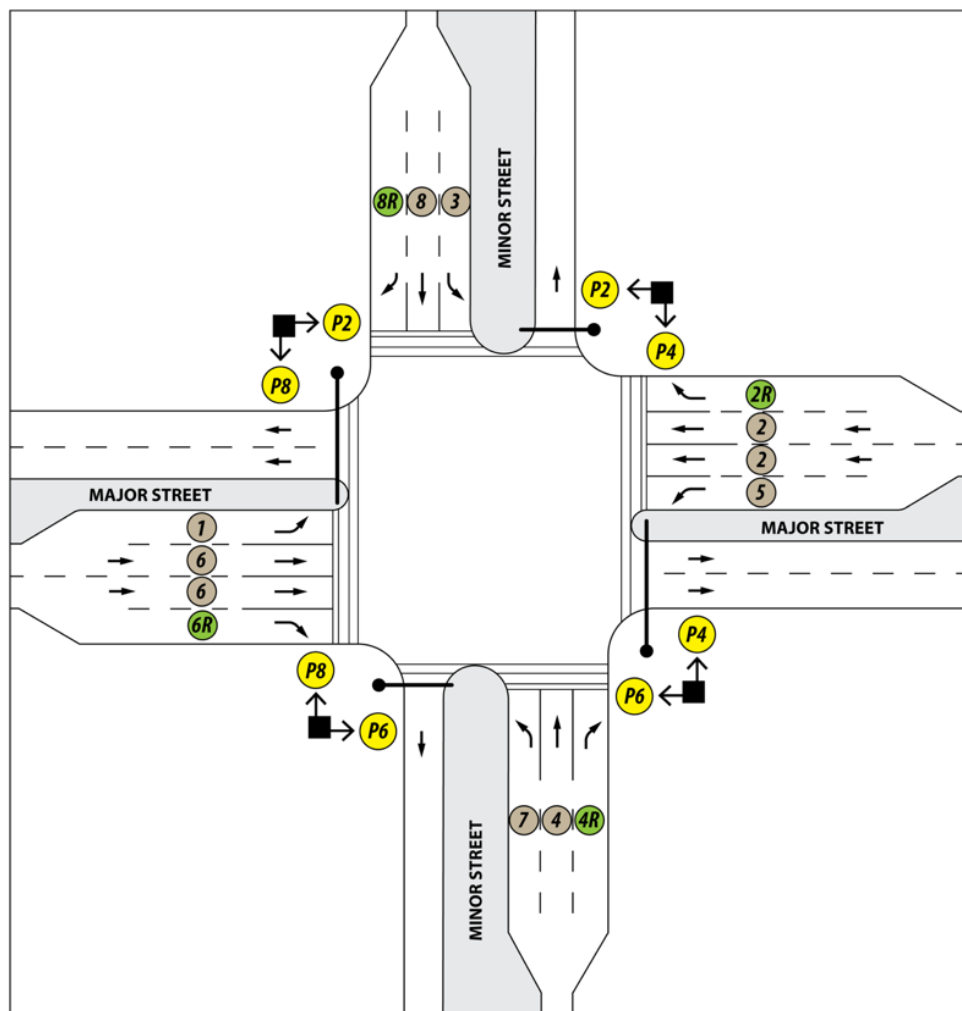 MINOR STREET
8R 8 3
P2
P4
P2
P8
2R
2
2
5
MAJOR STREET
MAJOR STREET
1
6
6
6R
P8
P6
P4
P6
7 4 4R
MINOR STREET